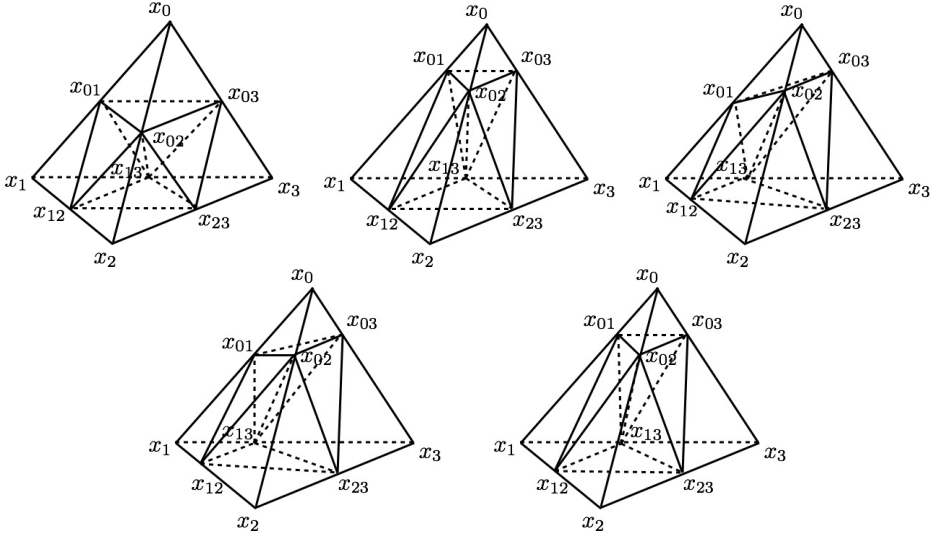 x₀ x₀ x₀
x₀₁ x₀₃ x₀₁ x₀₃ x₀₁ x₀₃
x₀₂ x₀₂ x₀₂
x₁ x₁₃ x₃ x₁ x₁₃ x₃ x₁ x₁₃ x₃
x₁₂ x₂₃ x₁₂ x₂₃ x₁₂ x₂₃
x₂ x₂ x₂
x₀ x₀
x₀₁ x₀₃ x₀₁ x₀₃
x₀₂ x₀₂
x₁ x₁₃ x₃ x₁ x₁₃ x₃
x₁₂ x₂₃ x₁₂ x₂₃
x₂ x₂